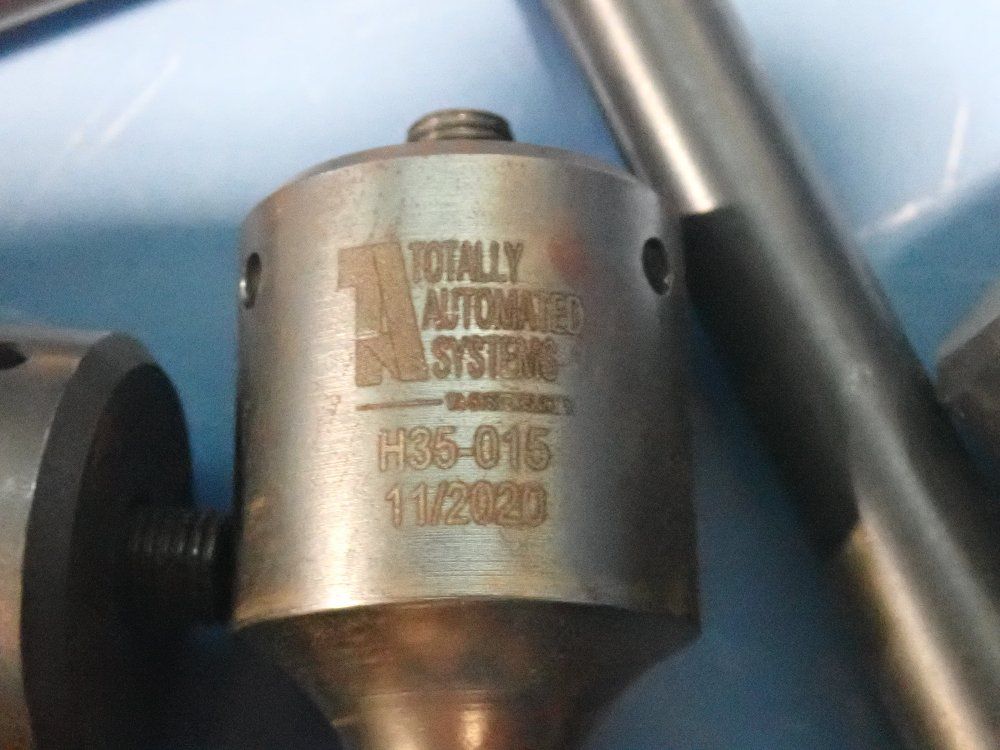 TOTALLY
AUTOMATED
SYSTEMS
H35-015
11/2020